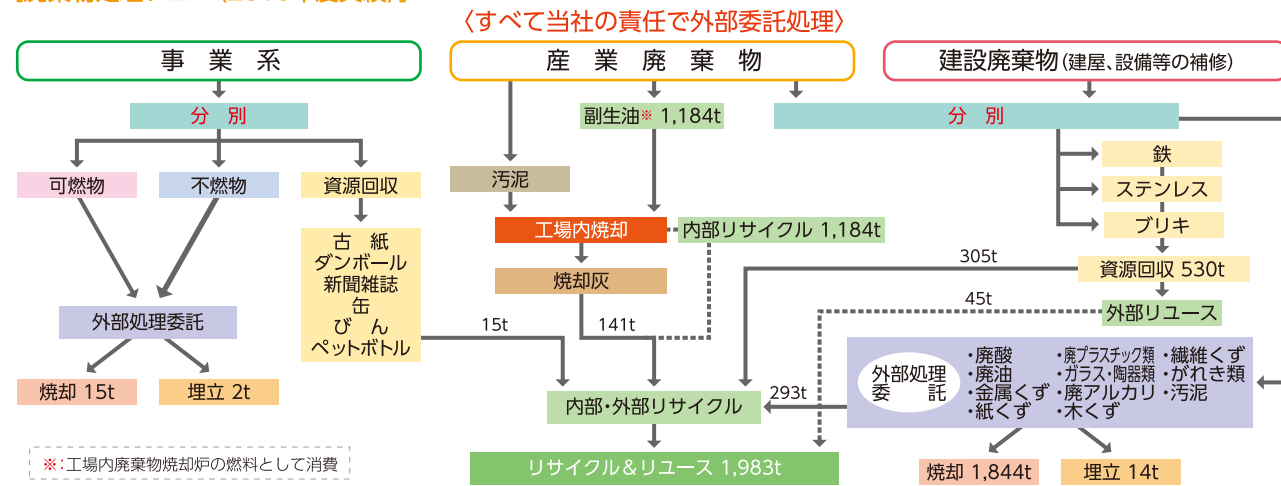 〈すべて当社の責任で外部委託処理〉
事業系
産業廃棄物
建設廃棄物(建屋、設備等の補修)
分別
副生油※ 1,184t
分別
可燃物
不燃物
資源回収
汚泥
鉄
ステンレス
ブリキ
工場内焼却
内部リサイクル 1,184t
古紙
ダンボール
新聞雑誌
缶
びん
ペットボトル
焼却灰
305t
資源回収 530t
45t
外部リユース
外部処理委託
15t
141t
焼却 15t
埋立 2t
内部・外部リサイクル
293t
外部処理
委託
・廃酸
・廃油
・金属くず
・紙くず
・廃プラスチック類
・ガラス・陶器類
・廃アルカリ
・木くず
・繊維くず
・がれき類
・汚泥
※:工場内廃棄物焼却炉の燃料として消費
リサイクル&リユース 1,983t
焼却 1,844t
埋立 14t